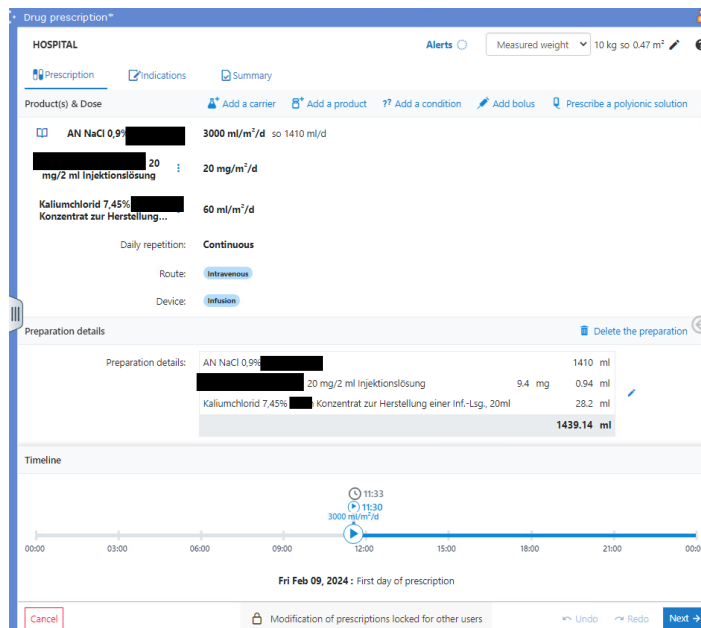 Drug prescription
HOSPITAL
Alerts
Measured weight
10 kg so 0.47 m²
Prescription
Indications
Summary
Product(s) & Dose
Add a carrier
Add a product
?? Add a condition
Add bolus
Prescribe a polyionic solution
AN NaCl 0,9%
3000 ml/m²/d so 1410 ml/d
20
mg/2 ml Injektionslösung
20 mg/m²/d
Kaliumchlorid 7,45%
Konzentrat zur Herstellung...
60 ml/m²/d
Daily repetition: Continuous
Route: Intravenous
Device: Infusion
Preparation details
Delete the preparation
Preparation details:
AN NaCl 0,9% 1410 ml
20 mg/2 ml Injektionslösung 9.4 mg 0.94 ml
Kaliumchlorid 7,45% Konzentrat zur Herstellung einer Inf.-Lsg., 20ml 28.2 ml
1439.14 ml
Timeline
11:33
11:30
3000 ml/m²/d
00:00 03:00 06:00 09:00 12:00 15:00 18:00 21:00
Fri Feb 09, 2024 : First day of prescription
Cancel
Modification of prescriptions locked for other users
Undo
Redo
Next